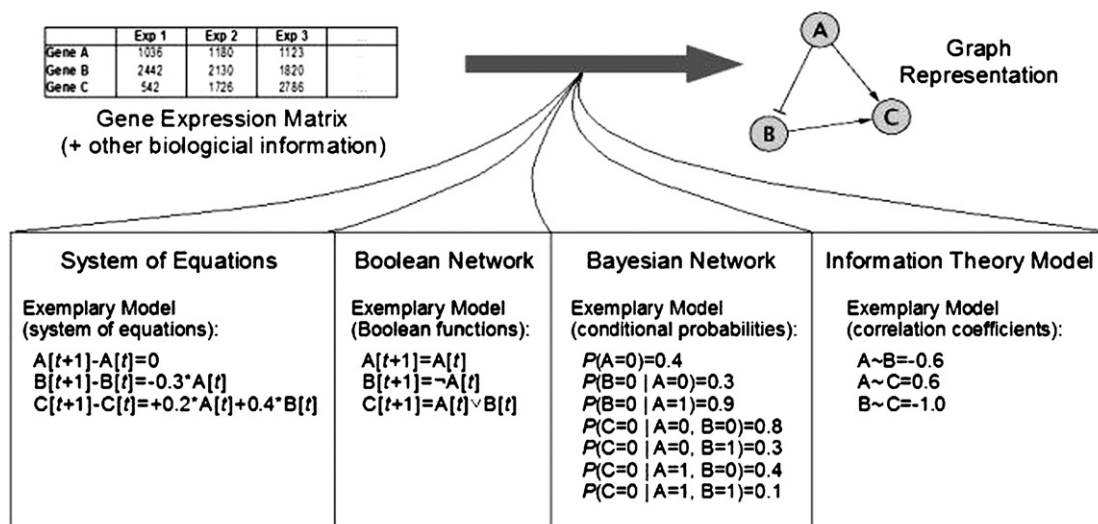 Exp 1 Exp 2 Exp 3 ...
Gene A 1036 1180 1123 ...
Gene B 2442 2130 1820 ...
Gene C 542 1726 2786 ...
Gene Expression Matrix
(+ other biologicial information)
A
B
C
Graph
Representation
System of Equations
Exemplary Model
(system of equations):
A[t+1]-A[t]=0
B[t+1]-B[t]=-0.3*A[t]
C[t+1]-C[t]=+0.2*A[t]+0.4*B[t]
Boolean Network
Exemplary Model
(Boolean functions):
A[t+1]=A[t]
B[t+1]=¬A[t]
C[t+1]=A[t]∨B[t]
Bayesian Network
Exemplary Model
(conditional probabilities):
P(A=0)=0.4
P(B=0 | A=0)=0.3
P(B=0 | A=1)=0.9
P(C=0 | A=0, B=0)=0.8
P(C=0 | A=0, B=1)=0.3
P(C=0 | A=1, B=0)=0.4
P(C=0 | A=1, B=1)=0.1
Information Theory Model
Exemplary Model
(correlation coefficients):
A~B=-0.6
A~C=0.6
B~C=-1.0